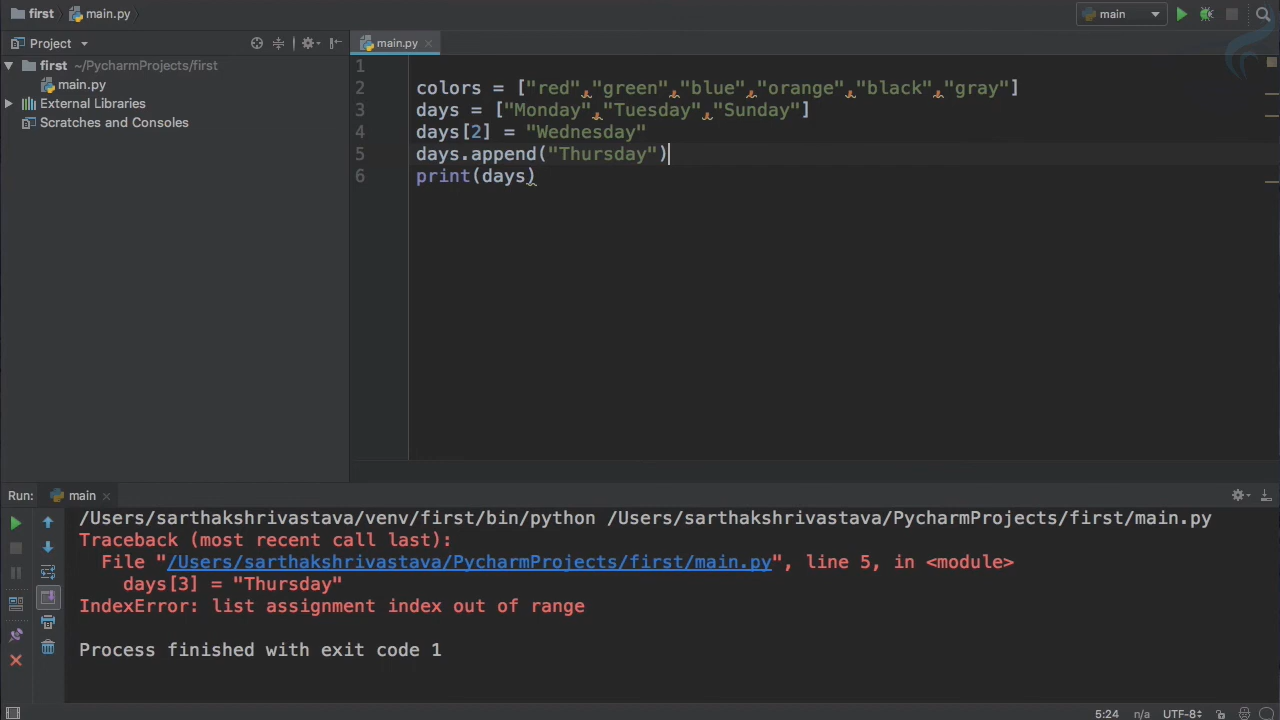 first main.py
main
Project
main.py
first ~/PycharmProjects/first
main.py
External Libraries
Scratches and Consoles
1
2 colors = ["red","green","blue","orange","black","gray"]
3 days = ["Monday","Tuesday","Sunday"]
4 days[2] = "Wednesday"
5 days.append("Thursday")
6 print(days)
Run: main
/Users/sarthakshrivastava/venv/first/bin/python /Users/sarthakshrivastava/PycharmProjects/first/main.py
Traceback (most recent call last):
File "/Users/sarthakshrivastava/PycharmProjects/first/main.py", line 5, in <module>
days[3] = "Thursday"
IndexError: list assignment index out of range
Process finished with exit code 1
5:24 n/a UTF-8